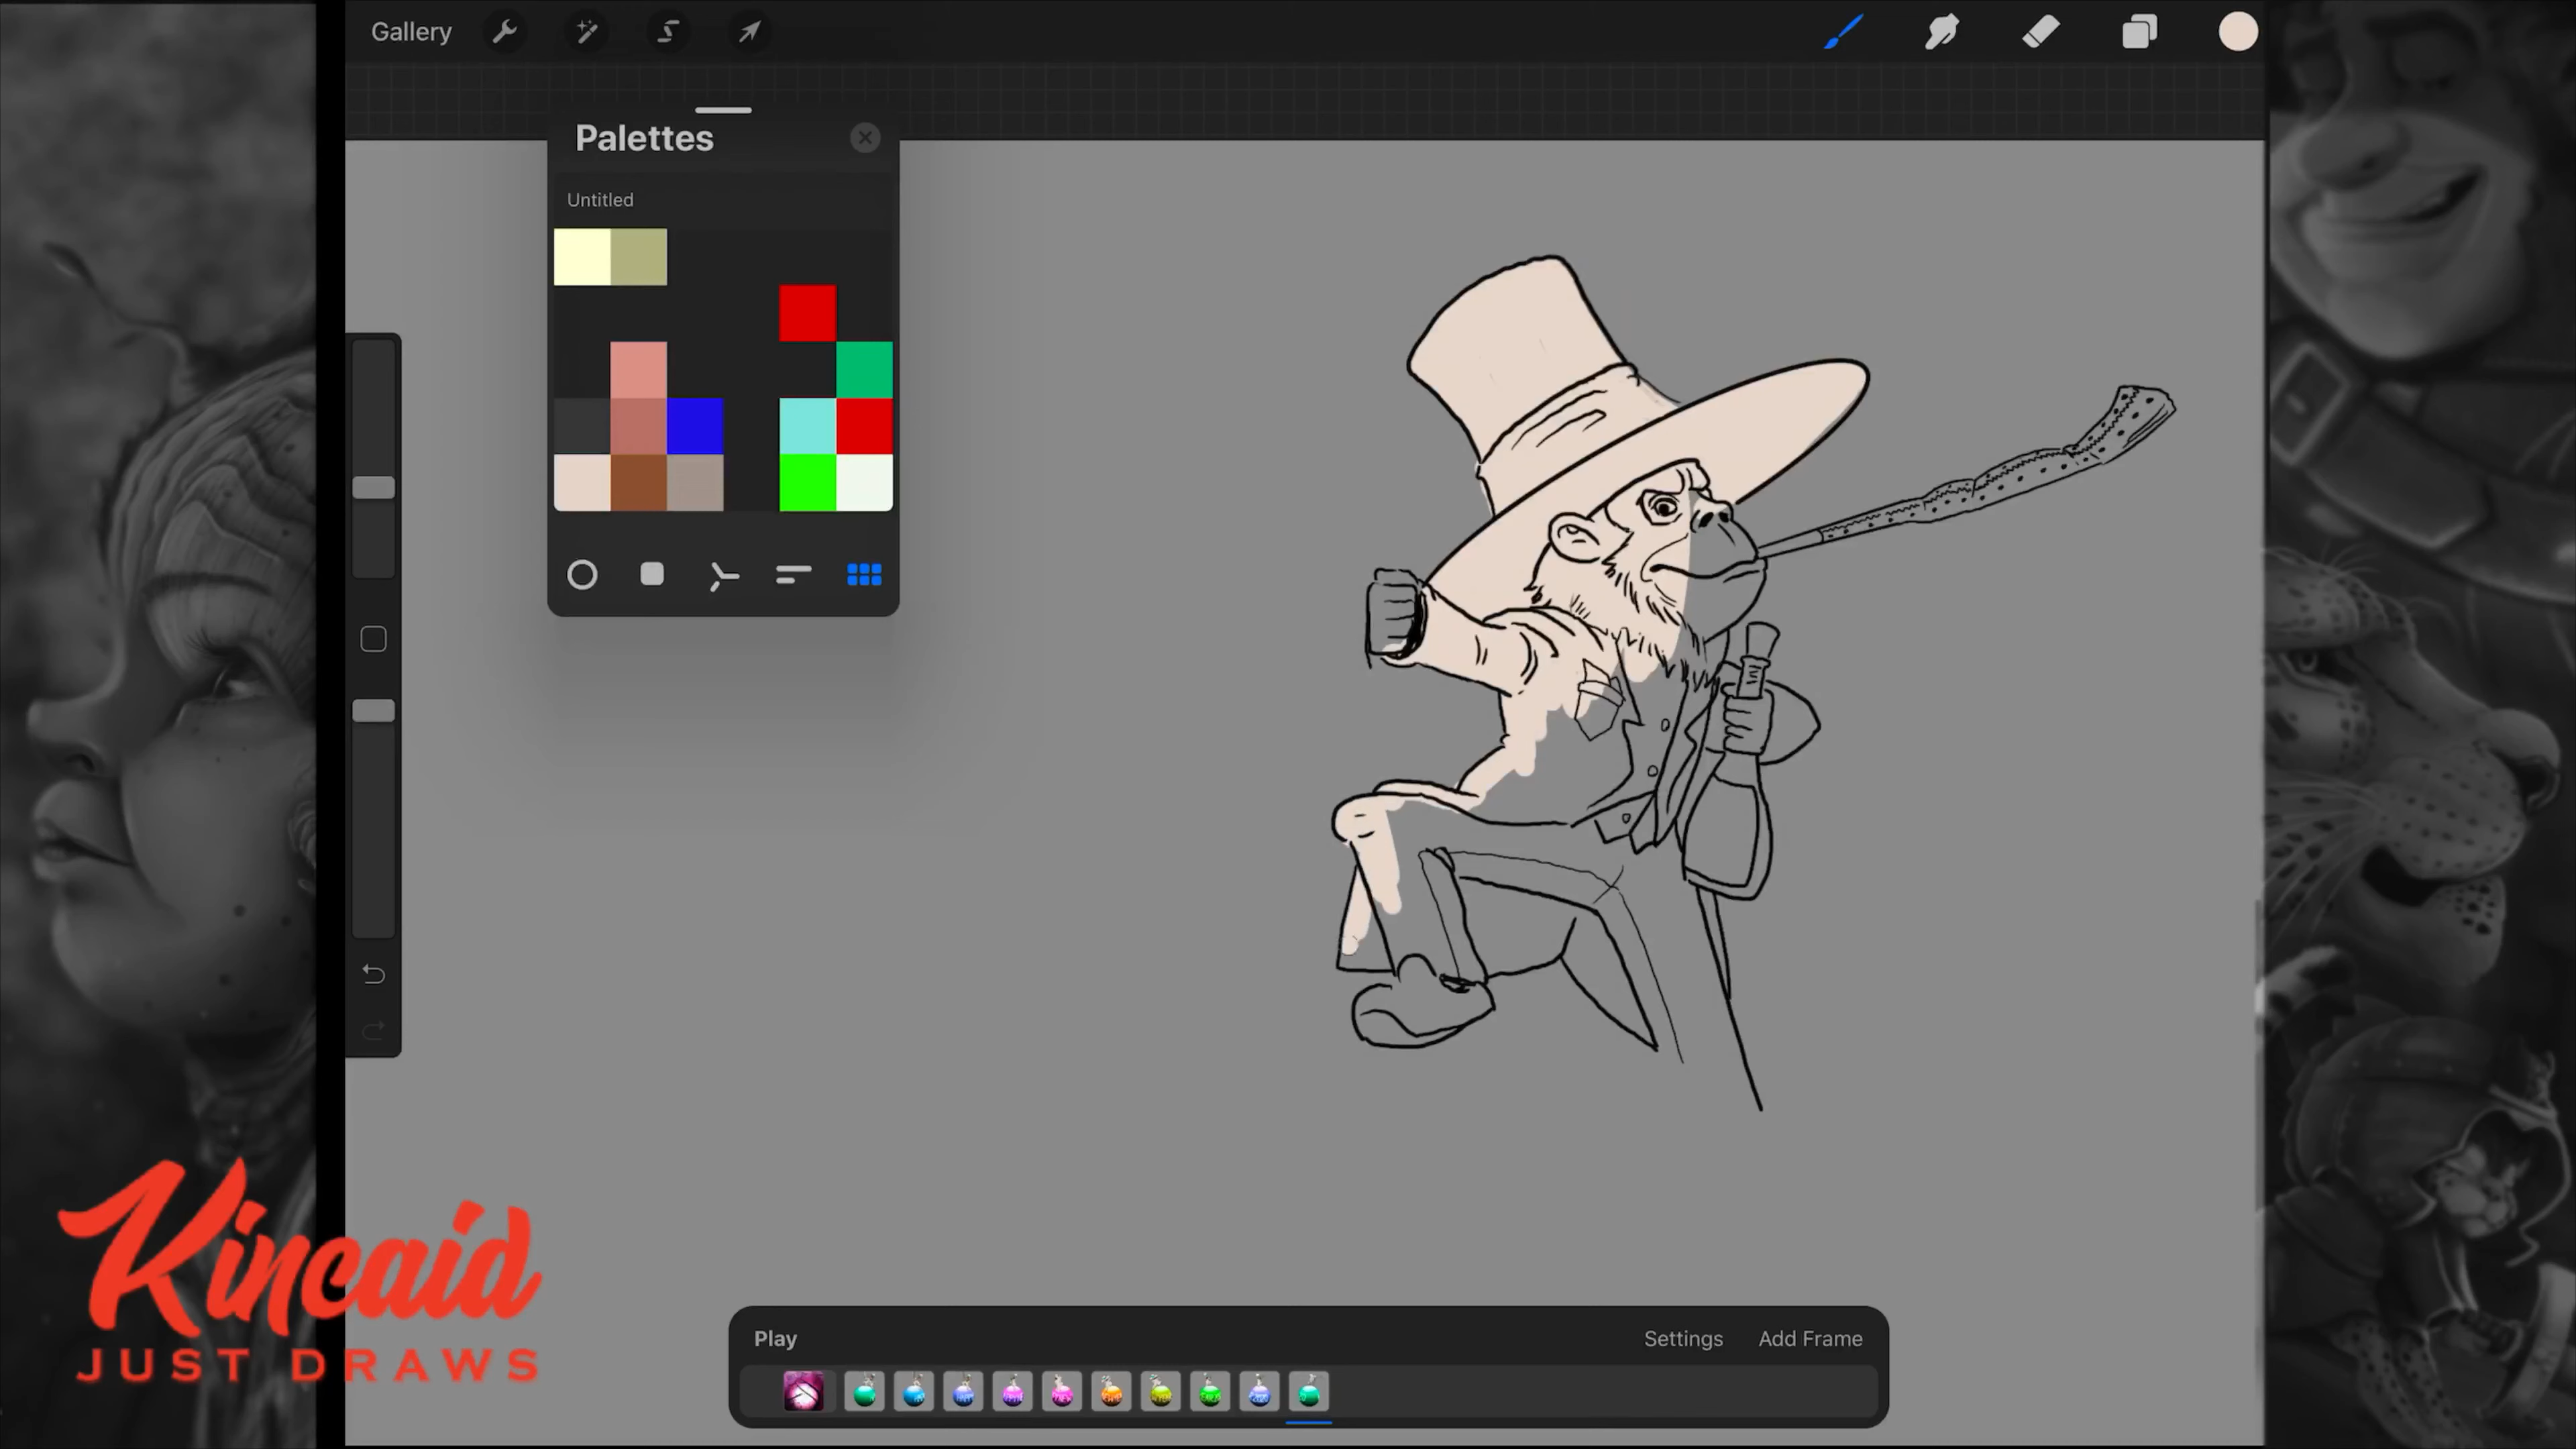 Gallery
Palettes
Untitled
Kincaid
JUST DRAWS
Play
Settings
Add Frame